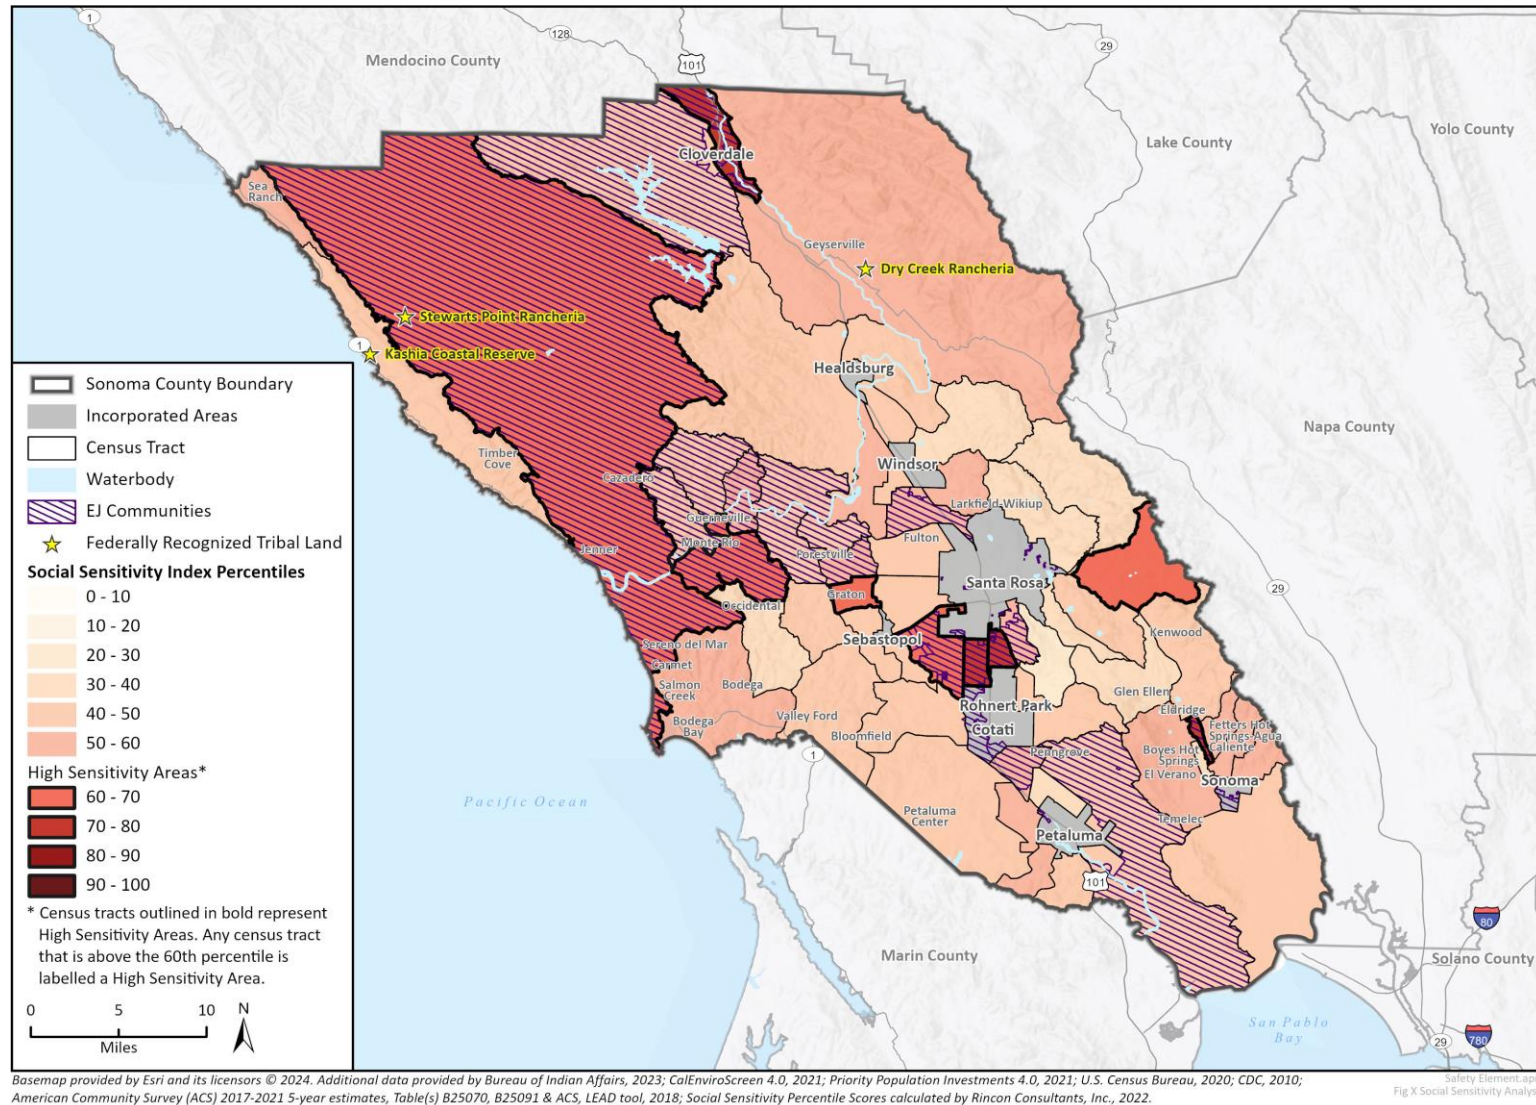 1
128
101
29
Mendocino County
Lake County
Yolo County
Cloverdale
Sea
Ranch
Geyserville
Dry Creek Rancheria
Stewarts Point Rancheria
1
Kashia Coastal Reserve
Healdsburg
Napa County
Timber
Cove
Windsor
Cazadero
Larkfield-Wikiup
Guerneville
Monte Rio
Fulton
Jenner
Forestville
Santa Rosa
29
Graton
Occidental
Kenwood
Sebastopol
Sereno del Mar
Carmet
Salmon
Creek
Bodega
Glen Ellen
Rohnert Park
Eldridge
Bodega
Bay
Valley Ford
Cotati
Fetters Hot
Springs-Agua
Caliente
Bloomfield
Penngrove
Boyes Hot
Springs
El Verano
1
Sonoma
Pacific Ocean
Petaluma
Center
Temelec
Petaluma
101
80
Marin County
Solano County
San Pablo
Bay
29
780
Sonoma County Boundary
Incorporated Areas
Census Tract
Waterbody
EJ Communities
Federally Recognized Tribal Land
Social Sensitivity Index Percentiles
0 - 10
10 - 20
20 - 30
30 - 40
40 - 50
50 - 60
High Sensitivity Areas*
60 - 70
70 - 80
80 - 90
90 - 100
* Census tracts outlined in bold represent
High Sensitivity Areas. Any census tract
that is above the 60th percentile is
labelled a High Sensitivity Area.
0 5 10 N
Miles
Basemap provided by Esri and its licensors © 2024. Additional data provided by Bureau of Indian Affairs, 2023; CalEnviroScreen 4.0, 2021; Priority Population Investments 4.0, 2021; U.S. Census Bureau, 2020; CDC, 2010;
American Community Survey (ACS) 2017-2021 5-year estimates, Table(s) B25070, B25091 & ACS, LEAD tool, 2018; Social Sensitivity Percentile Scores calculated by Rincon Consultants, Inc., 2022.
Safety Element.ap
Fig X Social Sensitivity Analys